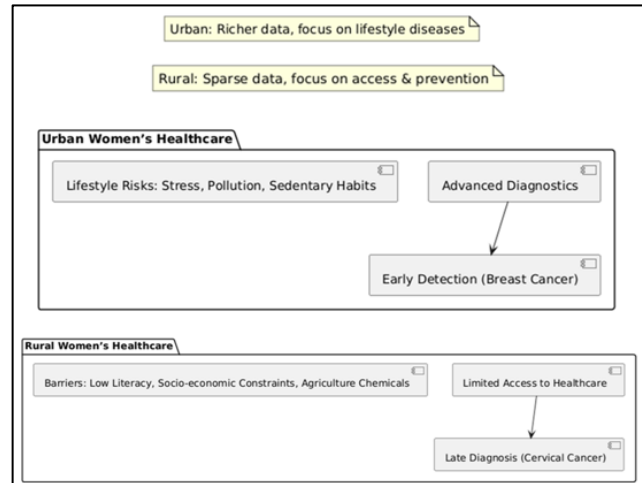 Urban: Richer data, focus on lifestyle diseases
Rural: Sparse data, focus on access & prevention
Urban Women's Healthcare
Lifestyle Risks: Stress, Pollution, Sedentary Habits
Advanced Diagnostics
Early Detection (Breast Cancer)
Rural Women's Healthcare
Barriers: Low Literacy, Socio-economic Constraints, Agriculture Chemicals
Limited Access to Healthcare
Late Diagnosis (Cervical Cancer)